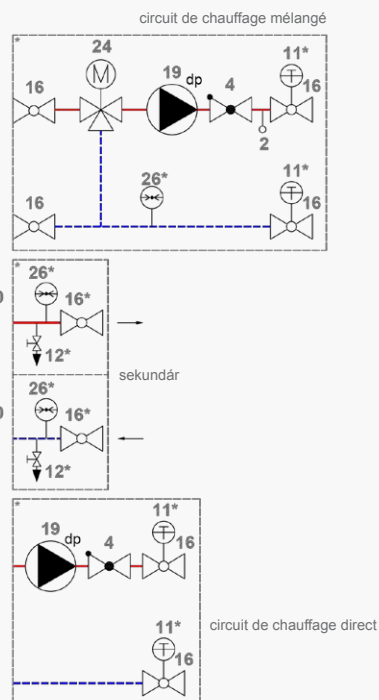 circuit de chauffage mélangé
*
24
M
19 dp
4
11*
T
16
16
2
26*
11*
T
16
16
*
26*
16*
12*
sekundár
26*
16*
12*
*
19 dp
4
11*
T
16
circuit de chauffage direct
11*
T
16